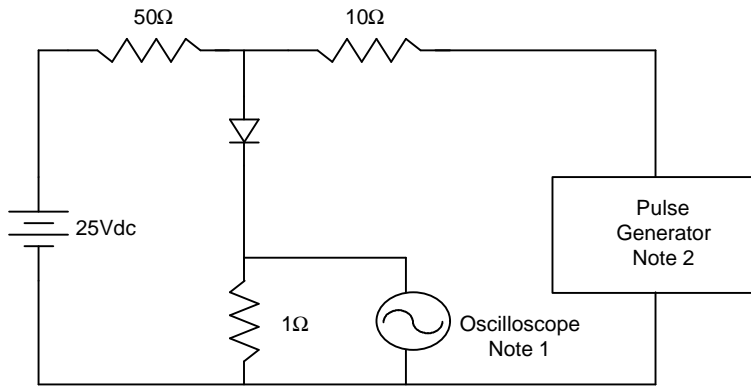 50Ω
10Ω
25Vdc
Pulse
Generator
Note 2
1Ω
Oscilloscope
Note 1